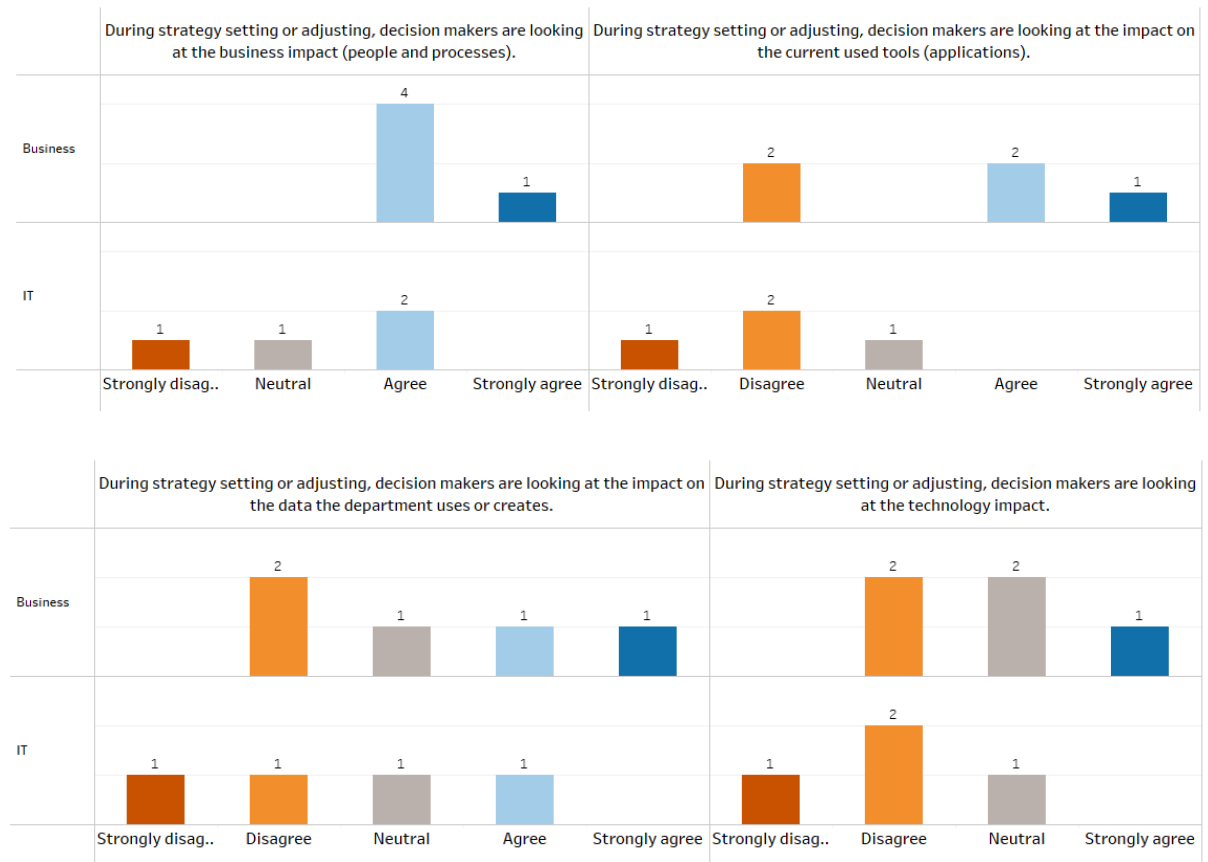 During strategy setting or adjusting, decision makers are looking
at the business impact (people and processes).
During strategy setting or adjusting, decision makers are looking at the impact on
the current used tools (applications).
Business
4
1
2
2
1
IT
1
1
2
1
2
1
Strongly disag..
Neutral
Agree
Strongly agree
Strongly disag..
Disagree
Neutral
Agree
Strongly agree
During strategy setting or adjusting, decision makers are looking at the impact on
the data the department uses or creates.
During strategy setting or adjusting, decision makers are looking
at the technology impact.
Business
2
1
1
1
2
2
1
IT
1
1
1
1
1
2
1
Strongly disag..
Disagree
Neutral
Agree
Strongly agree
Strongly disag..
Disagree
Neutral
Strongly agree